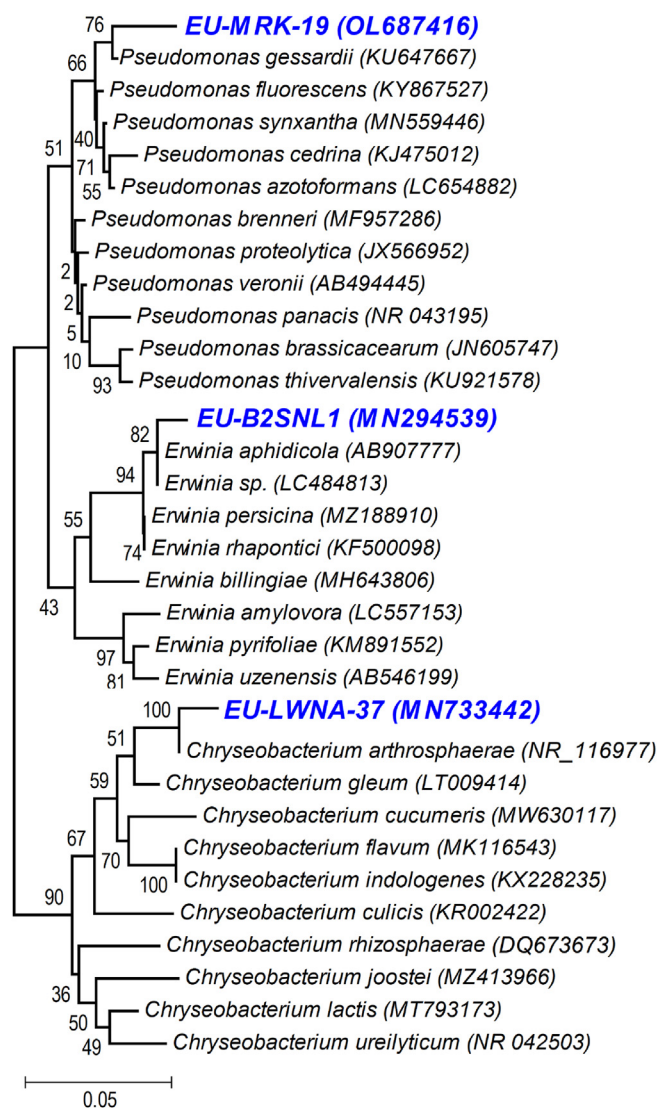 76
EU-MRK-19 (OL687416)
66
Pseudomonas gessardii (KU647667)
Pseudomonas fluorescens (KY867527)
Pseudomonas synxantha (MN559446)
40
51
Pseudomonas cedrina (KJ475012)
71
55
Pseudomonas azotoformans (LC654882)
Pseudomonas brenneri (MF957286)
Pseudomonas proteolytica (JX566952)
2
Pseudomonas veronii (AB494445)
2
Pseudomonas panacis (NR 043195)
5
Pseudomonas brassicacearum (JN605747)
10
93
Pseudomonas thivervalensis (KU921578)
EU-B2SNL1 (MN294539)
82
Erwinia aphidicola (AB907777)
94
Erwinia sp. (LC484813)
Erwinia persicina (MZ188910)
55
74
Erwinia rhapontici (KF500098)
Erwinia billingiae (MH643806)
43
Erwinia amylovora (LC557153)
Erwinia pyrifoliae (KM891552)
97
81
Erwinia uzenensis (AB546199)
100
EU-LWNA-37 (MN733442)
51
Chryseobacterium arthrosphaerae (NR_116977)
59
Chryseobacterium gleum (LT009414)
Chryseobacterium cucumeris (MW630117)
67
70
Chryseobacterium flavum (MK116543)
100
Chryseobacterium indologenes (KX228235)
90
Chryseobacterium culicis (KR002422)
Chryseobacterium rhizosphaerae (DQ673673)
36
Chryseobacterium joostei (MZ413966)
50
Chryseobacterium lactis (MT793173)
49
Chryseobacterium ureilyticum (NR 042503)
0.05